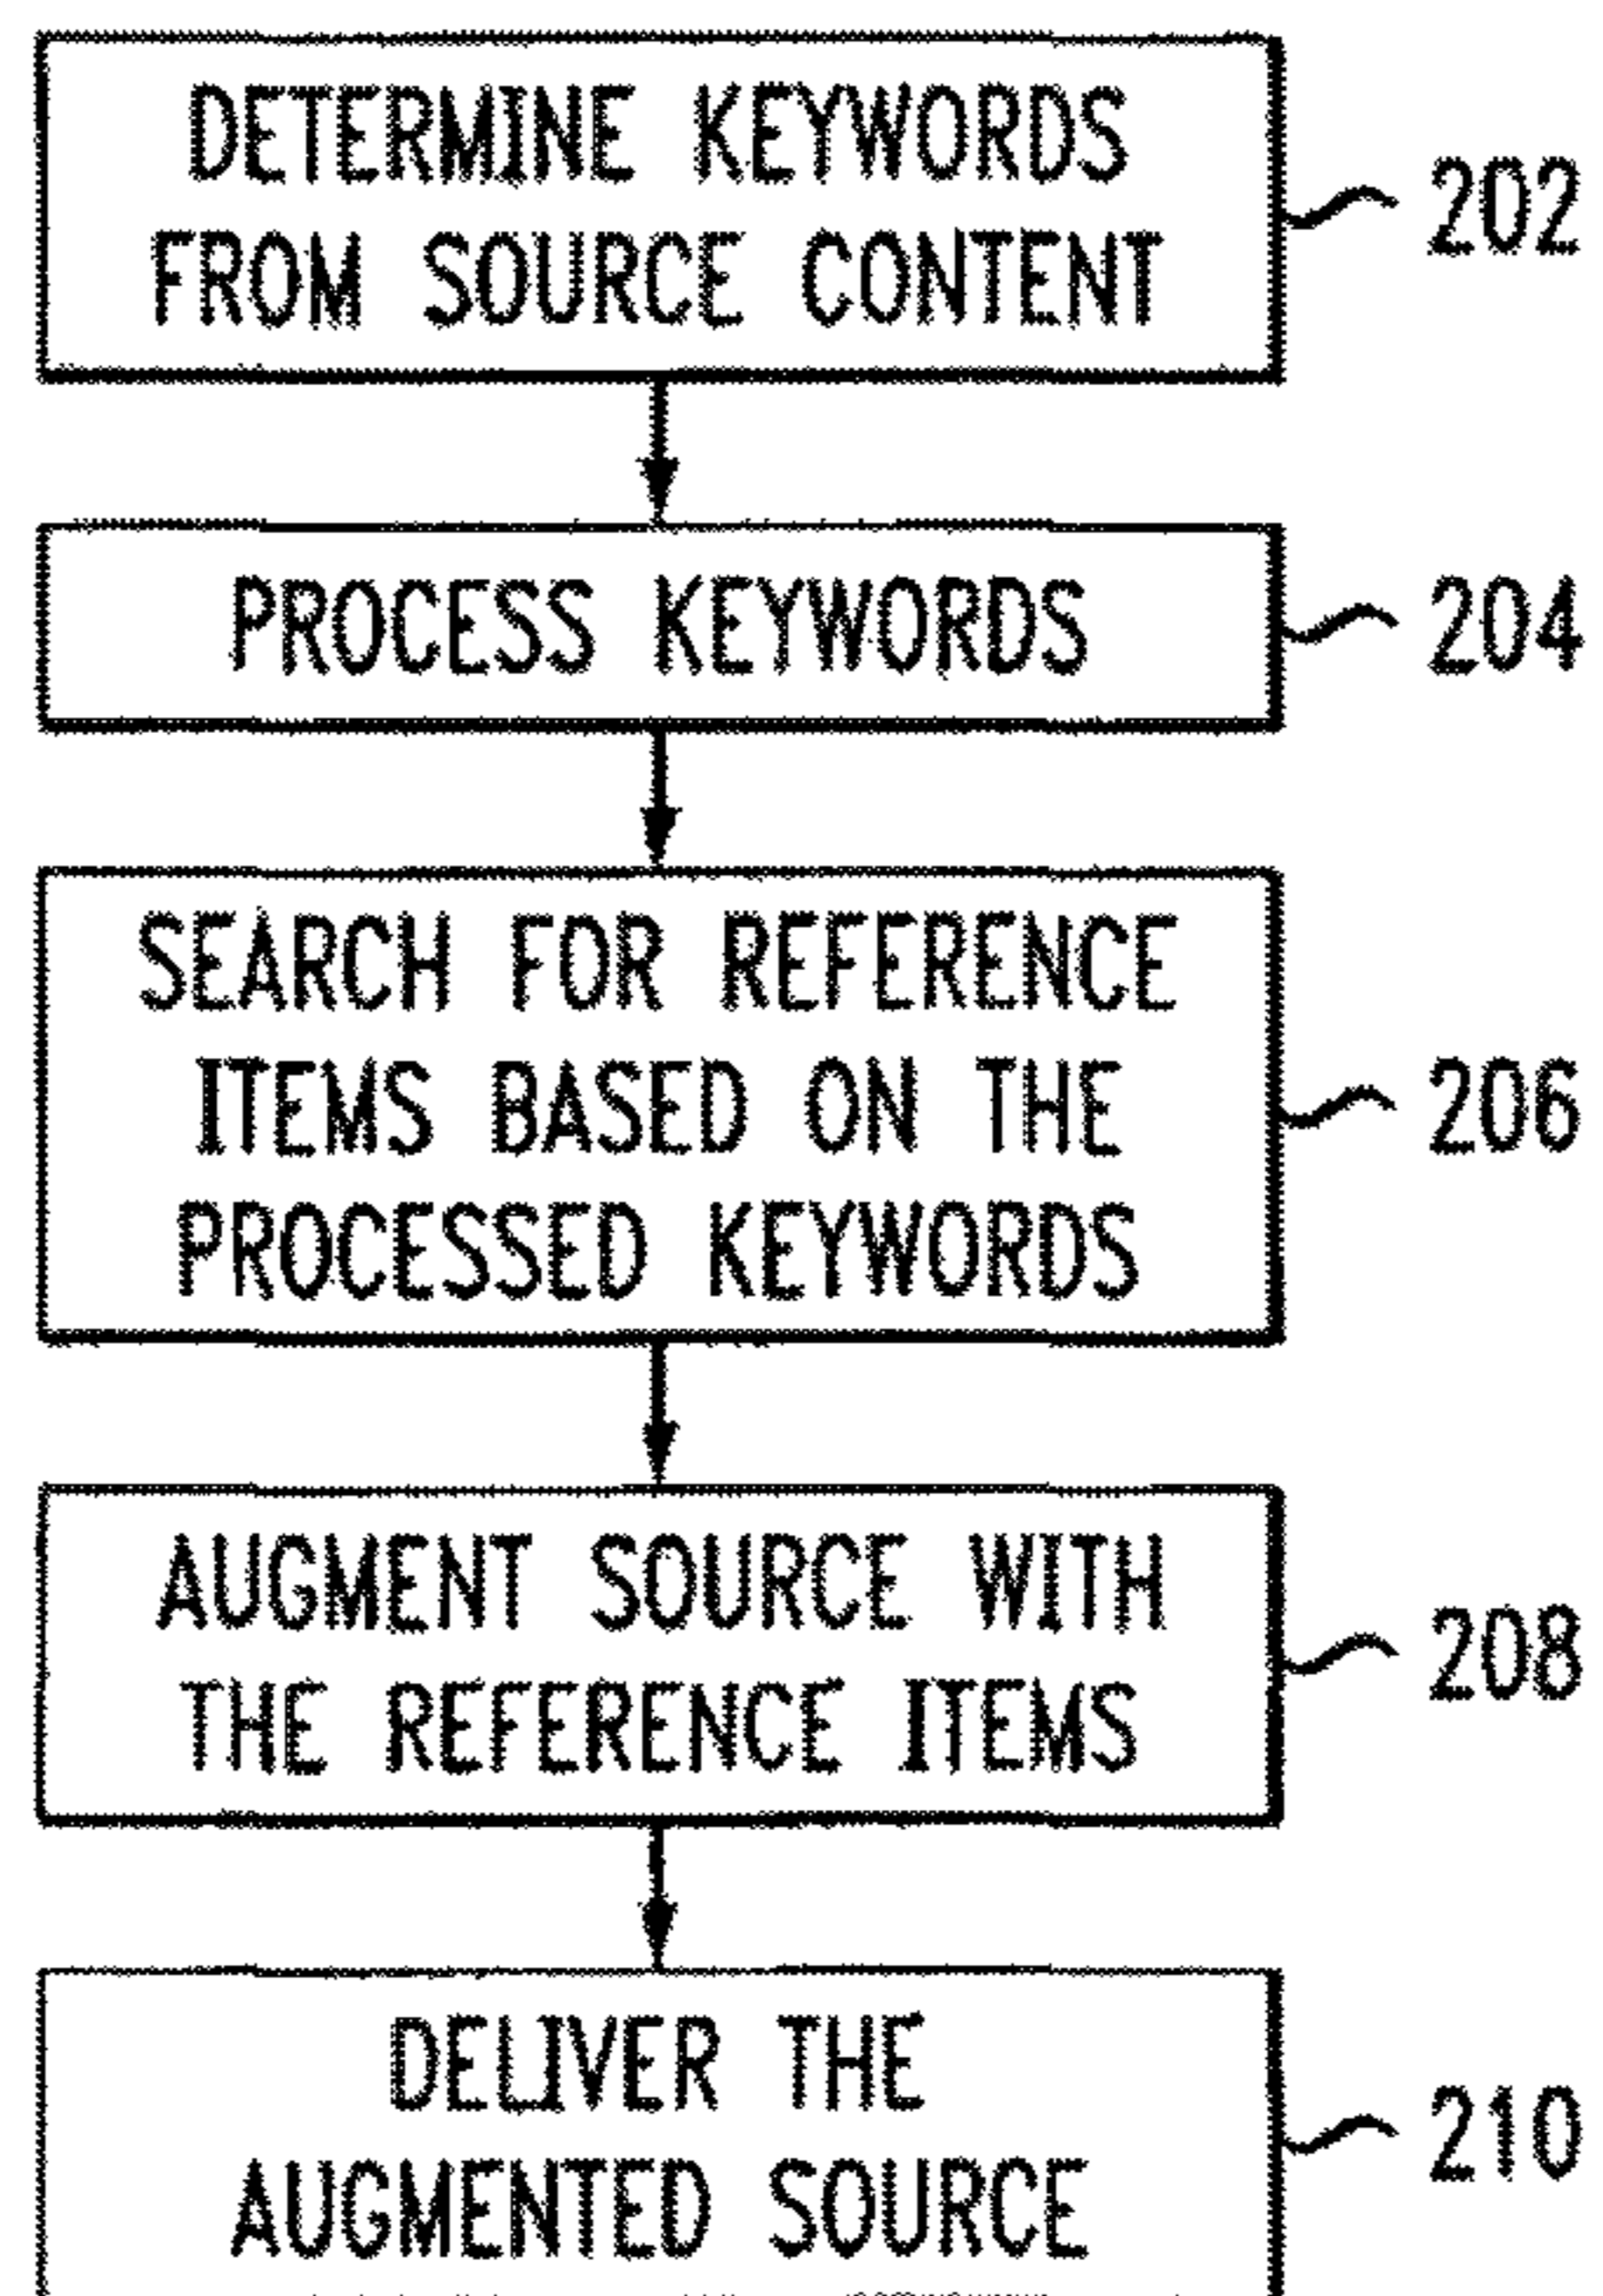 DETERMINE KEYWORDS
FROM SOURCE CONTENT
202
PROCESS KEYWORDS
204
SEARCH FOR REFERENCE
ITEMS BASED ON THE
PROCESSED KEYWORDS
206
AUGMENT SOURCE WITH
THE REFERENCE ITEMS
208
DELIVER THE
AUGMENTED SOURCE
210